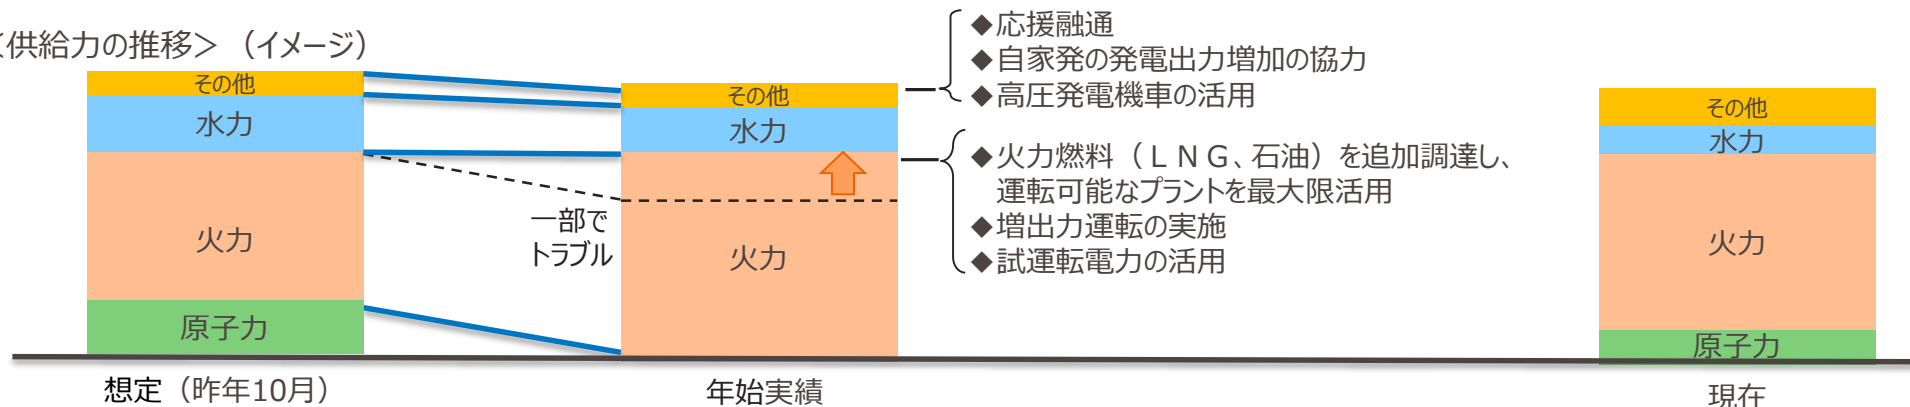 <供給力の推移>（イメージ）
その他
水力
火力
原子力
想定（昨年10月）
一部で
トラブル
その他
水力
火力
年始実績
◆応援融通
◆自家発の発電出力増加の協力
◆高圧発電機車の活用
◆火力燃料（ＬＮＧ、石油）を追加調達し、
運転可能なプラントを最大限活用
◆増出力運転の実施
◆試運転電力の活用
その他
水力
火力
原子力
現在